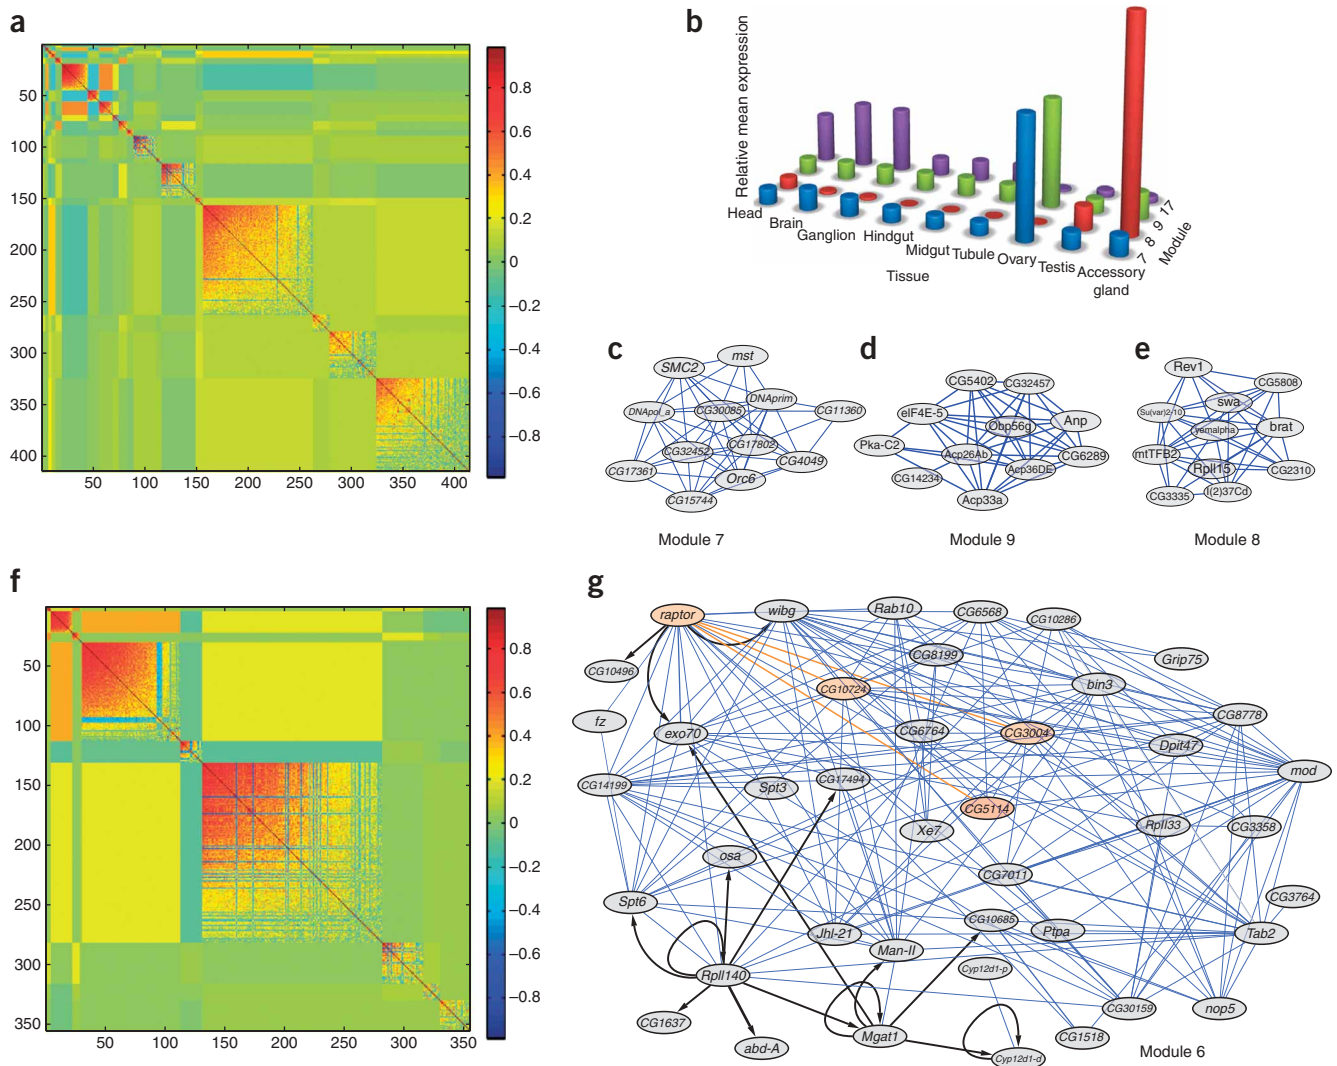 a
50
100
150
200
250
300
350
400
50
100
150
200
250
300
350
400
0.8
0.6
0.4
0.2
0
−0.2
−0.4
−0.6
−0.8
b
Relative mean expression
Head
Brain
Ganglion
Hindgut
Midgut
Tubule
Ovary
Testis
Accessory
gland
Tissue
7
8
9
17
Module
c
SMC2
mst
DNApol_a
CG30085
DNAprim
CG11360
CG32452
CG17802
CG17361
CG4049
Orc6
CG15744
Module 7
d
CG5402
CG32457
eIF4E-5
Obp56g
Anp
Pka-C2
Acp26Ab
CG6289
Acp36DE
CG14234
Acp33a
Module 9
e
Rev1
CG5808
Su(var)2-10
swa
yemalpha
brat
mtTFB2
RpII15
CG2310
CG3335
l(2)37Cd
Module 8
f
50
100
150
200
250
300
350
50
100
150
200
250
300
350
0.8
0.6
0.4
0.2
0
−0.2
−0.4
−0.6
−0.8
g
raptor
wibg
Rab10
CG6568
CG10286
CG10496
CG8199
Grip75
CG10724
bin3
fz
exo70
CG6764
CG3004
CG8778
Dpit47
CG14199
Spt3
CG17494
mod
CG5114
Xe7
RpII33
CG3358
osa
CG7011
Spt6
CG10685
CG3764
Jhl-21
Man-II
Ptpa
Tab2
RpII140
Cyp12d1-p
CG30159
nop5
CG1637
abd-A
Mgat1
Cyp12d1-d
CG1518
Module 6